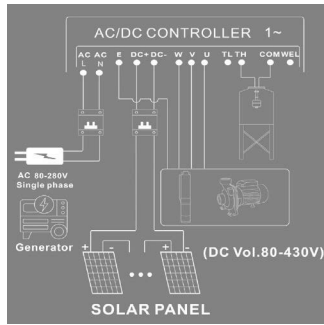 AC/DC CONTROLLER 1~
AC AC E DC+ DC- W V U TL TH COM WEL
L N
AC 80-280V
Single phase
Generator
+ - + -
(DC Vol.80-430V)
SOLAR PANEL